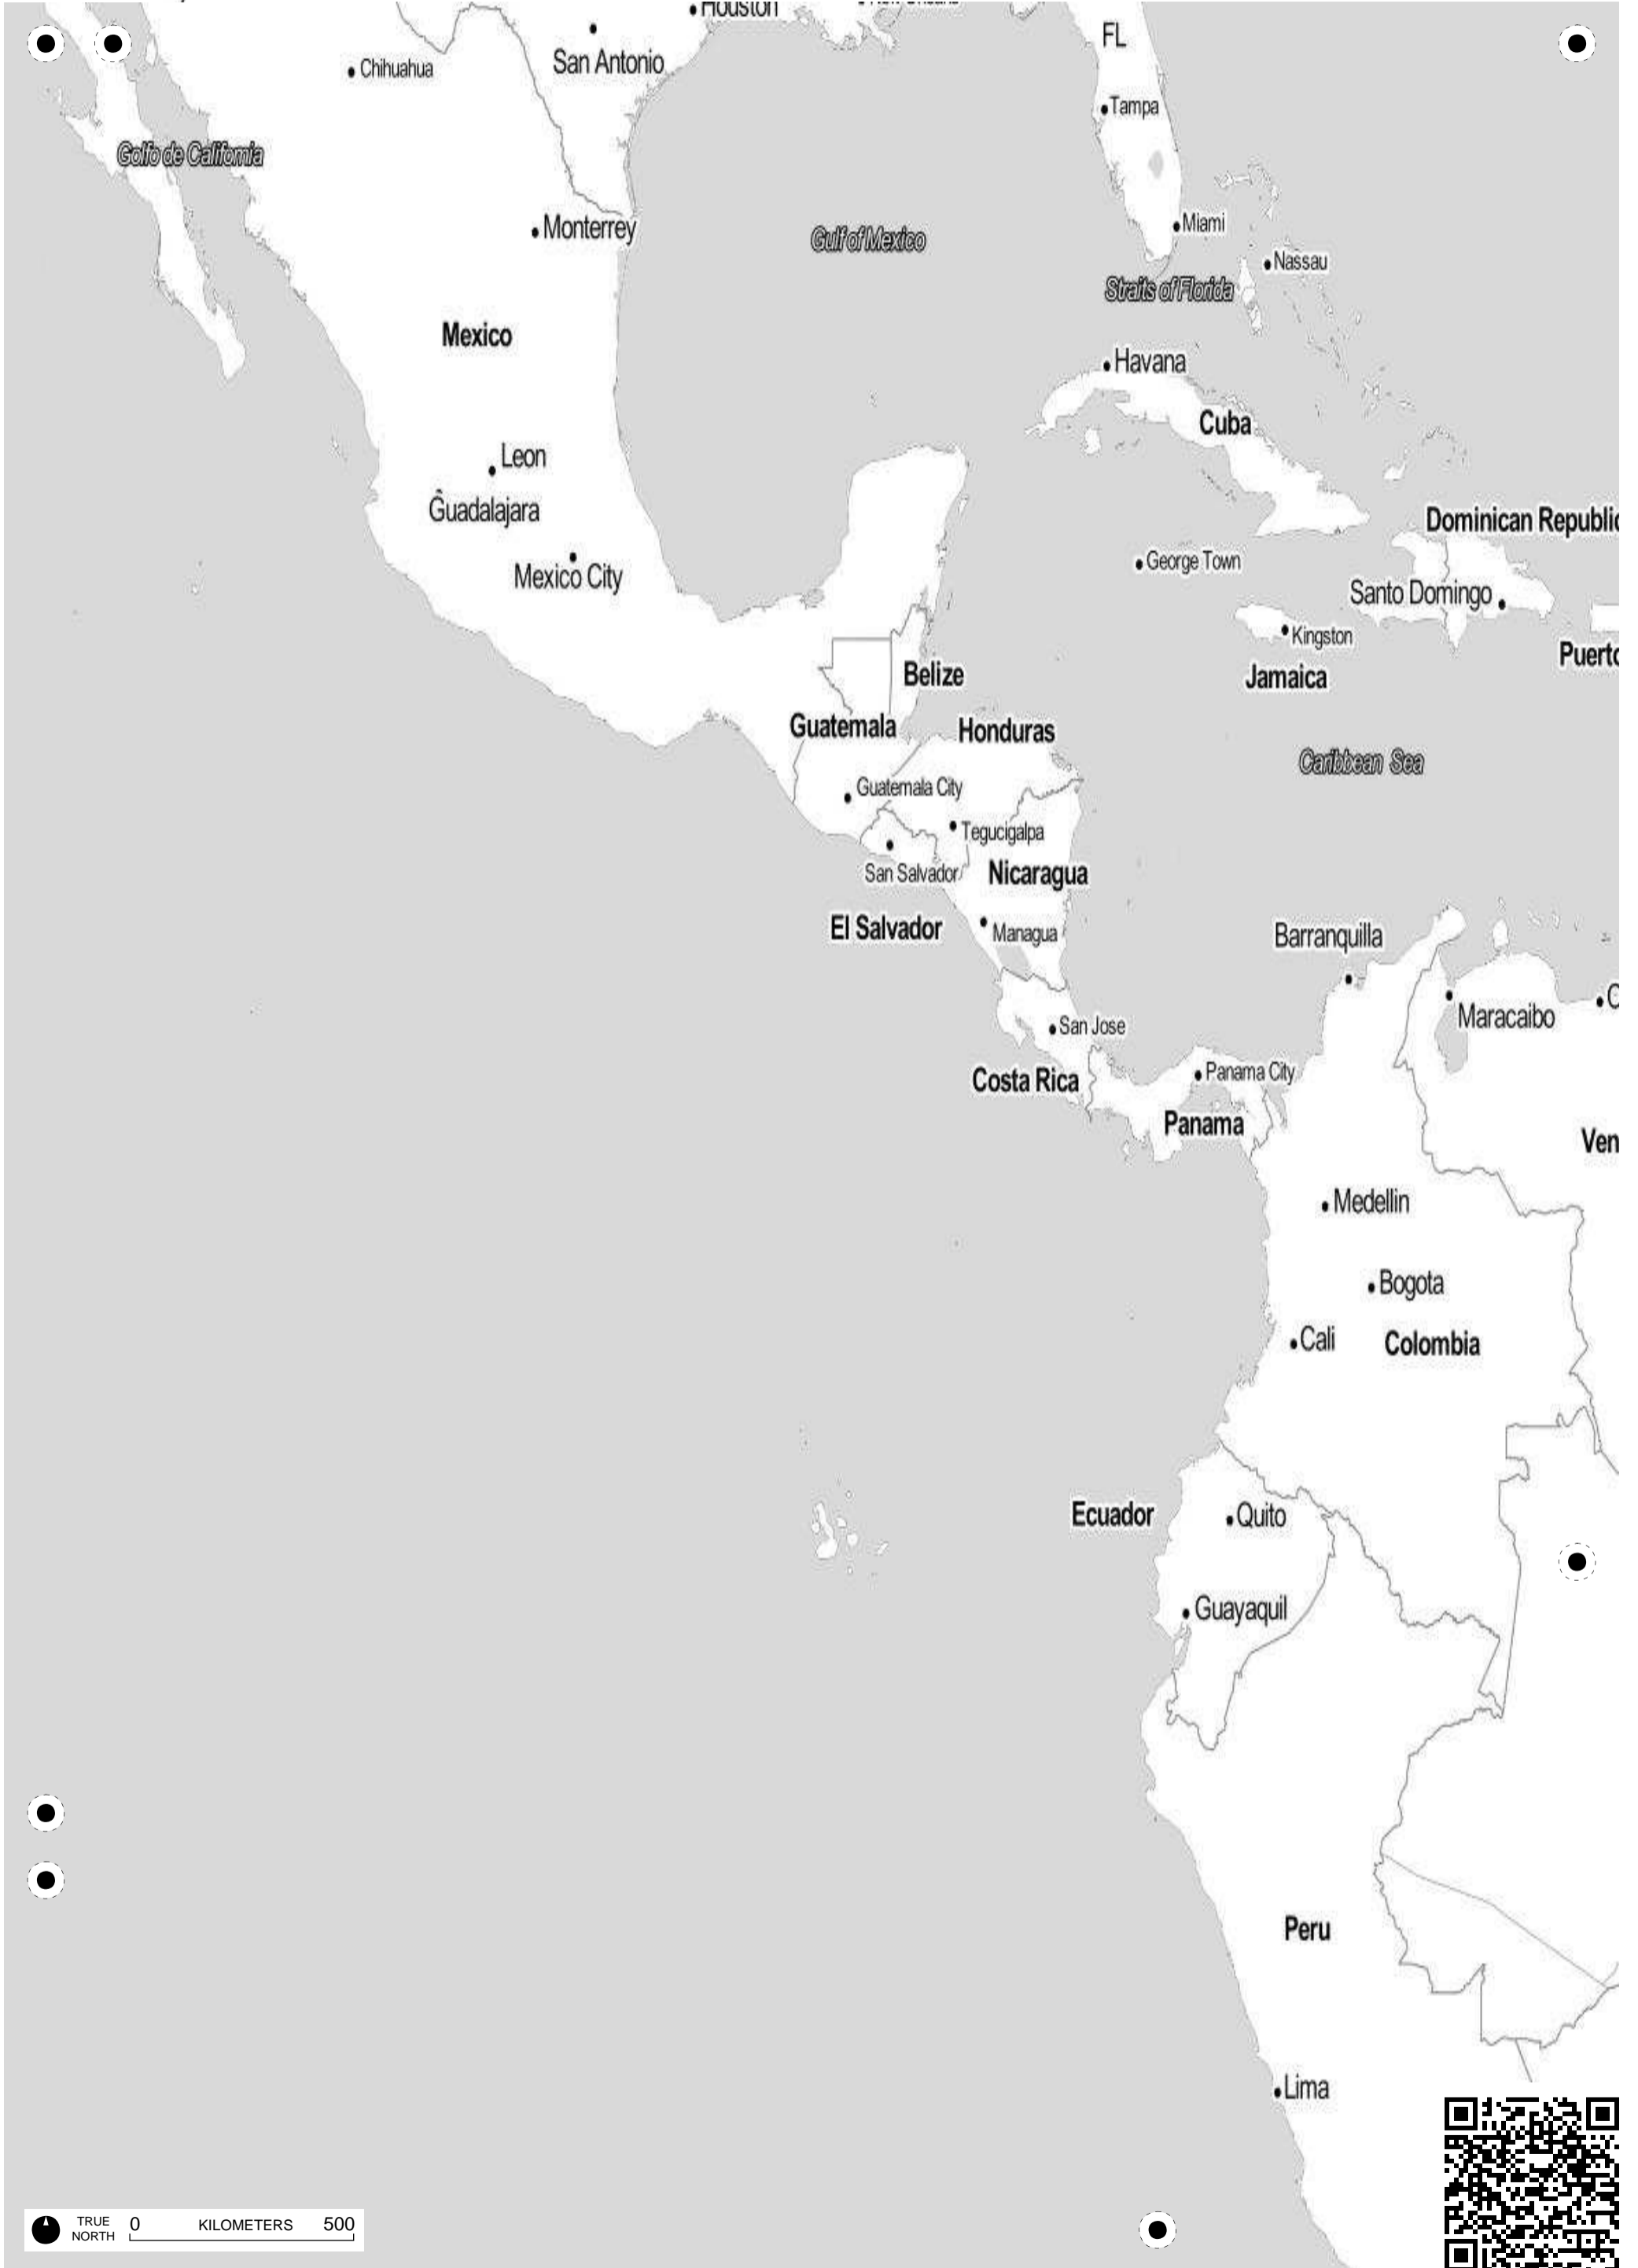 Houston
San Antonio
Chihuahua
FL
Tampa
Golfo de California
Monterrey
Gulf of Mexico
Miami
Nassau
Straits of Florida
Mexico
Havana
Cuba
Leon
Guadalajara
Dominican Republic
George Town
Mexico City
Santo Domingo
Kingston
Puerto
Belize
Jamaica
Guatemala
Honduras
Caribbean Sea
Guatemala City
Tegucigalpa
San Salvador
Nicaragua
El Salvador
Managua
Barranquilla
C
Maracaibo
San Jose
Costa Rica
Panama City
Panama
Ven
Medellin
Bogota
Cali
Colombia
Ecuador
Quito
Guayaquil
Peru
Lima
TRUE
NORTH
0 KILOMETERS 500